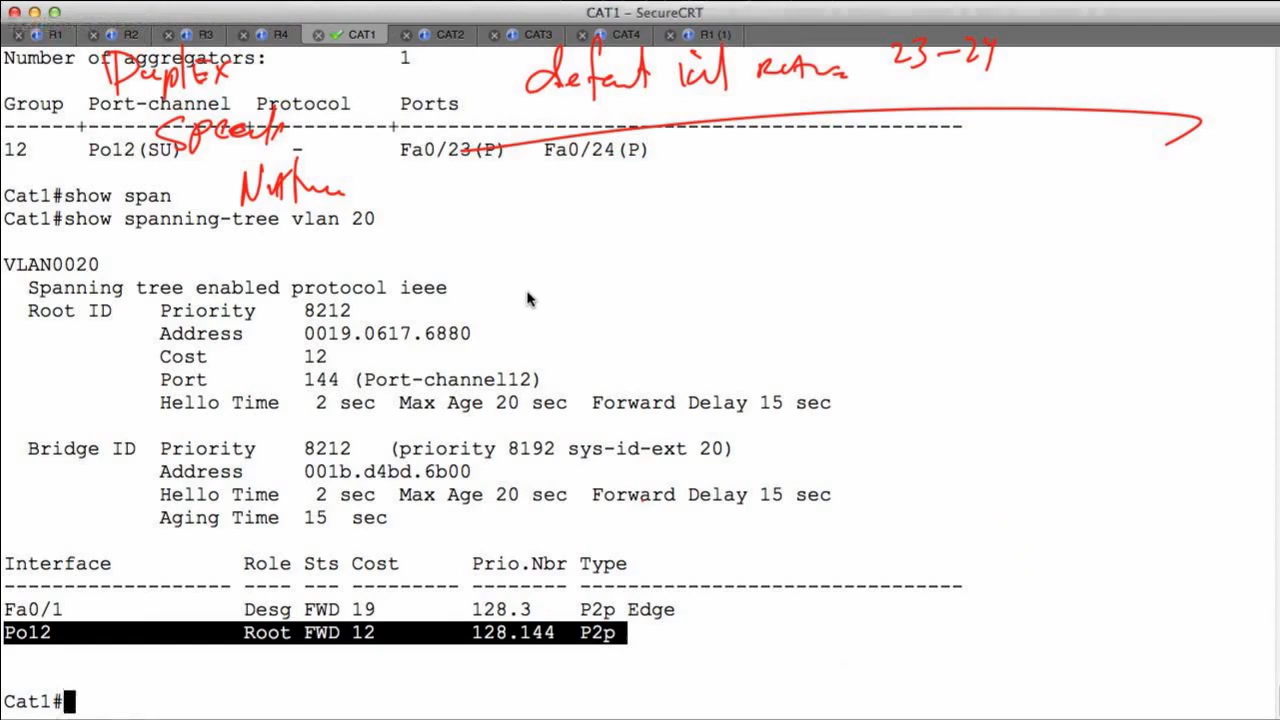 CAT1 – SecureCRT
R1 R2 R3 R4 CAT1 CAT2 CAT3 CAT4 R1 (1)
Number of aggregators: 1
Duplex
23-24
Group Port-channel Protocol Ports
------+-------------+-----------+-----------------------------------------------
Speed
12 Po12(SU) - Fa0/23(P) Fa0/24(P)
Cat1#show span
Cat1#show spanning-tree vlan 20
VLAN0020
Spanning tree enabled protocol ieee
Root ID Priority 8212
Address 0019.0617.6880
Cost 12
Port 144 (Port-channel12)
Hello Time 2 sec Max Age 20 sec Forward Delay 15 sec
Bridge ID Priority 8212 (priority 8192 sys-id-ext 20)
Address 001b.d4bd.6b00
Hello Time 2 sec Max Age 20 sec Forward Delay 15 sec
Aging Time 15 sec
Interface Role Sts Cost Prio.Nbr Type
------------------- ---- --- --------- -------- --------------------------------
Fa0/1 Desg FWD 19 128.3 P2p Edge
Po12 Root FWD 12 128.144 P2p
Cat1#